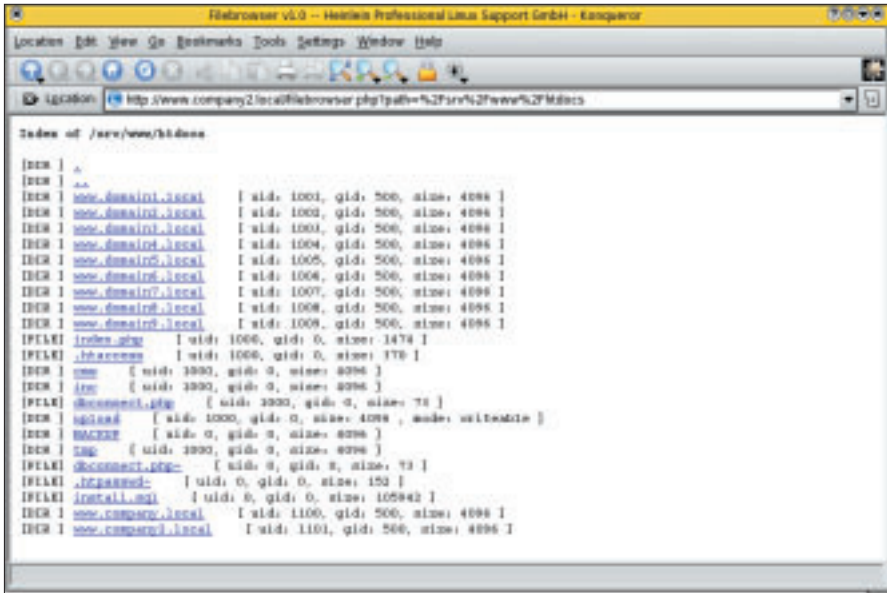 Filebrowser v1.0 -- Heinlein Professional Linux Support GmbH - Konqueror
Location Edit View Go Bookmarks Tools Settings Window Help
Location: http://www.company2.local/filebrowser.php?path=%2Fsrv%2Fwww%2Fhtdocs
Index of /srv/www/htdocs
[DIR ] .
[DIR ] ..
[DIR ] www.domain1.local [ uid: 1001, gid: 500, size: 4096 ]
[DIR ] www.domain2.local [ uid: 1002, gid: 500, size: 4096 ]
[DIR ] www.domain3.local [ uid: 1003, gid: 500, size: 4096 ]
[DIR ] www.domain4.local [ uid: 1004, gid: 500, size: 4096 ]
[DIR ] www.domain5.local [ uid: 1005, gid: 500, size: 4096 ]
[DIR ] www.domain6.local [ uid: 1006, gid: 500, size: 4096 ]
[DIR ] www.domain7.local [ uid: 1007, gid: 500, size: 4096 ]
[DIR ] www.domain8.local [ uid: 1008, gid: 500, size: 4096 ]
[DIR ] www.domain9.local [ uid: 1009, gid: 500, size: 4096 ]
[FILE] index.php [ uid: 1000, gid: 0, size: 1474 ]
[FILE] .htaccess [ uid: 1000, gid: 0, size: 370 ]
[DIR ] cms [ uid: 1000, gid: 0, size: 4096 ]
[DIR ] inc [ uid: 1000, gid: 0, size: 4096 ]
[FILE] dbconnect.php [ uid: 1000, gid: 0, size: 73 ]
[DIR ] upload [ uid: 1000, gid: 0, size: 4096 , mode: writeable ]
[DIR ] BACKUP [ uid: 0, gid: 0, size: 4096 ]
[DIR ] tmp [ uid: 1000, gid: 0, size: 4096 ]
[FILE] dbconnect.php~ [ uid: 0, gid: 0, size: 73 ]
[FILE] .htpasswd~ [ uid: 0, gid: 0, size: 152 ]
[FILE] install.sql [ uid: 0, gid: 0, size: 105942 ]
[DIR ] www.company.local [ uid: 1100, gid: 500, size: 4096 ]
[DIR ] www.company1.local [ uid: 1101, gid: 500, size: 4096 ]